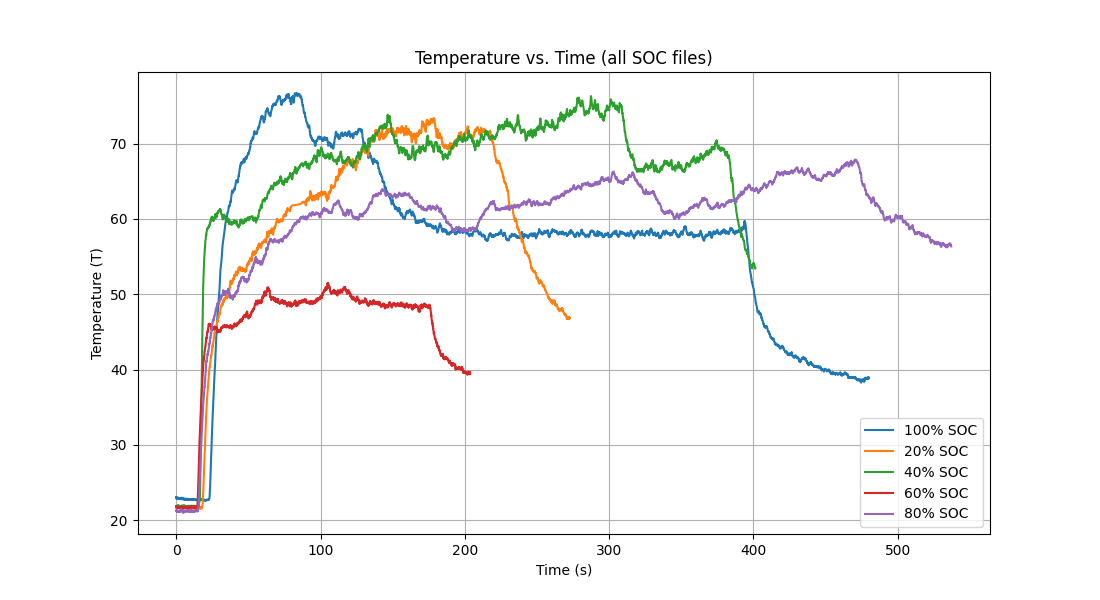 Temperature vs. Time (all SOC files)
Temperature (T)
70
60
50
40
30
20
0 100 200 300 400 500
Time (s)
100% SOC
20% SOC
40% SOC
60% SOC
80% SOC